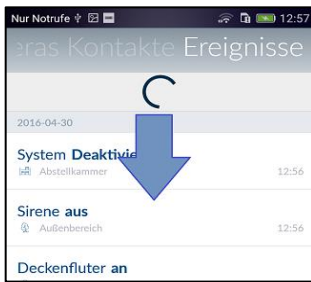 Nur Notrufe 12:57
eras Kontakte Ereignisse
2016-04-30
System Deaktivie
Abstellkammer 12:56
Sirene aus
Außenbereich 12:56
Deckenfluter an